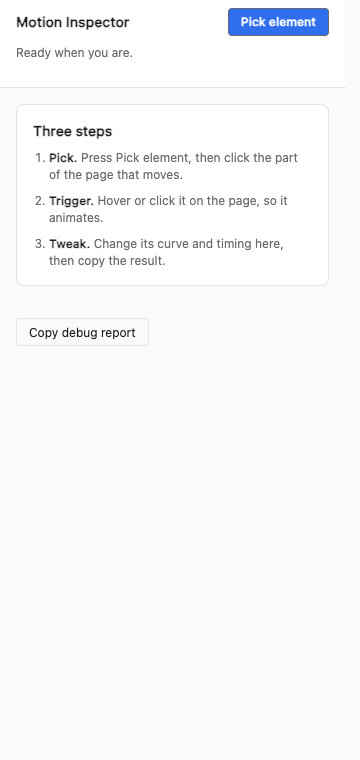 Motion Inspector
Pick element
Ready when you are.
Three steps
1. Pick. Press Pick element, then click the part
of the page that moves.
2. Trigger. Hover or click it on the page, so it
animates.
3. Tweak. Change its curve and timing here,
then copy the result.
Copy debug report